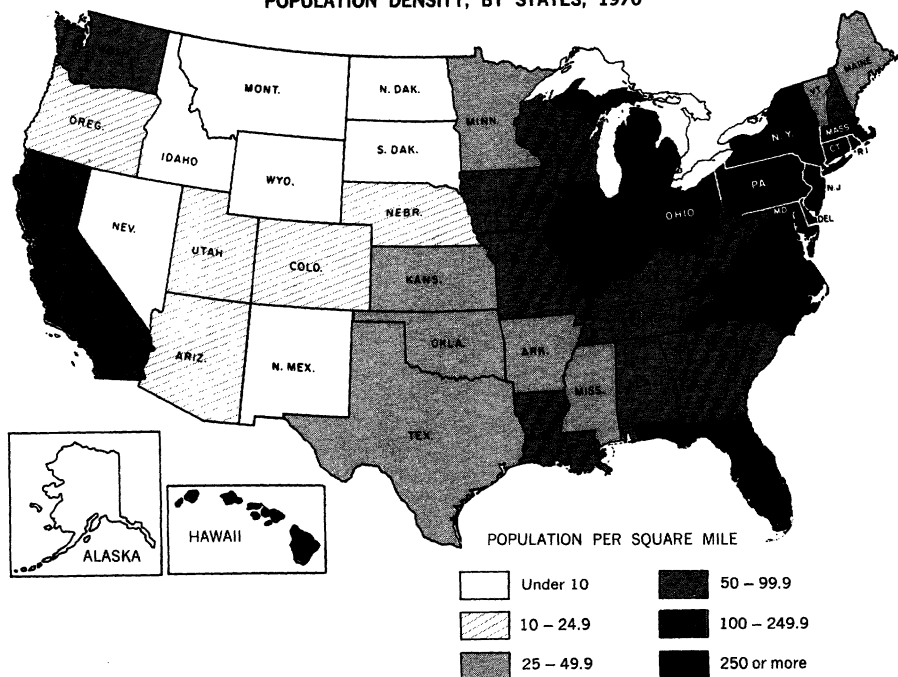 POPULATION DENSITY, BY STATES, 1970
MONT.
N. DAK.
MINN.
MAINE
VT
OREG.
IDAHO
S. DAK.
N.Y.
MASS
CT
RI
WYO.
NEBR.
OHIO
PA
N.J
MD
DEL
NEV.
UTAH
COLO.
KANS.
ARIZ.
N. MEX.
OKLA.
ARK.
MISS.
TEX.
ALASKA
HAWAII
POPULATION PER SQUARE MILE
Under 10
50 – 99.9
10 – 24.9
100 – 249.9
25 – 49.9
250 or more